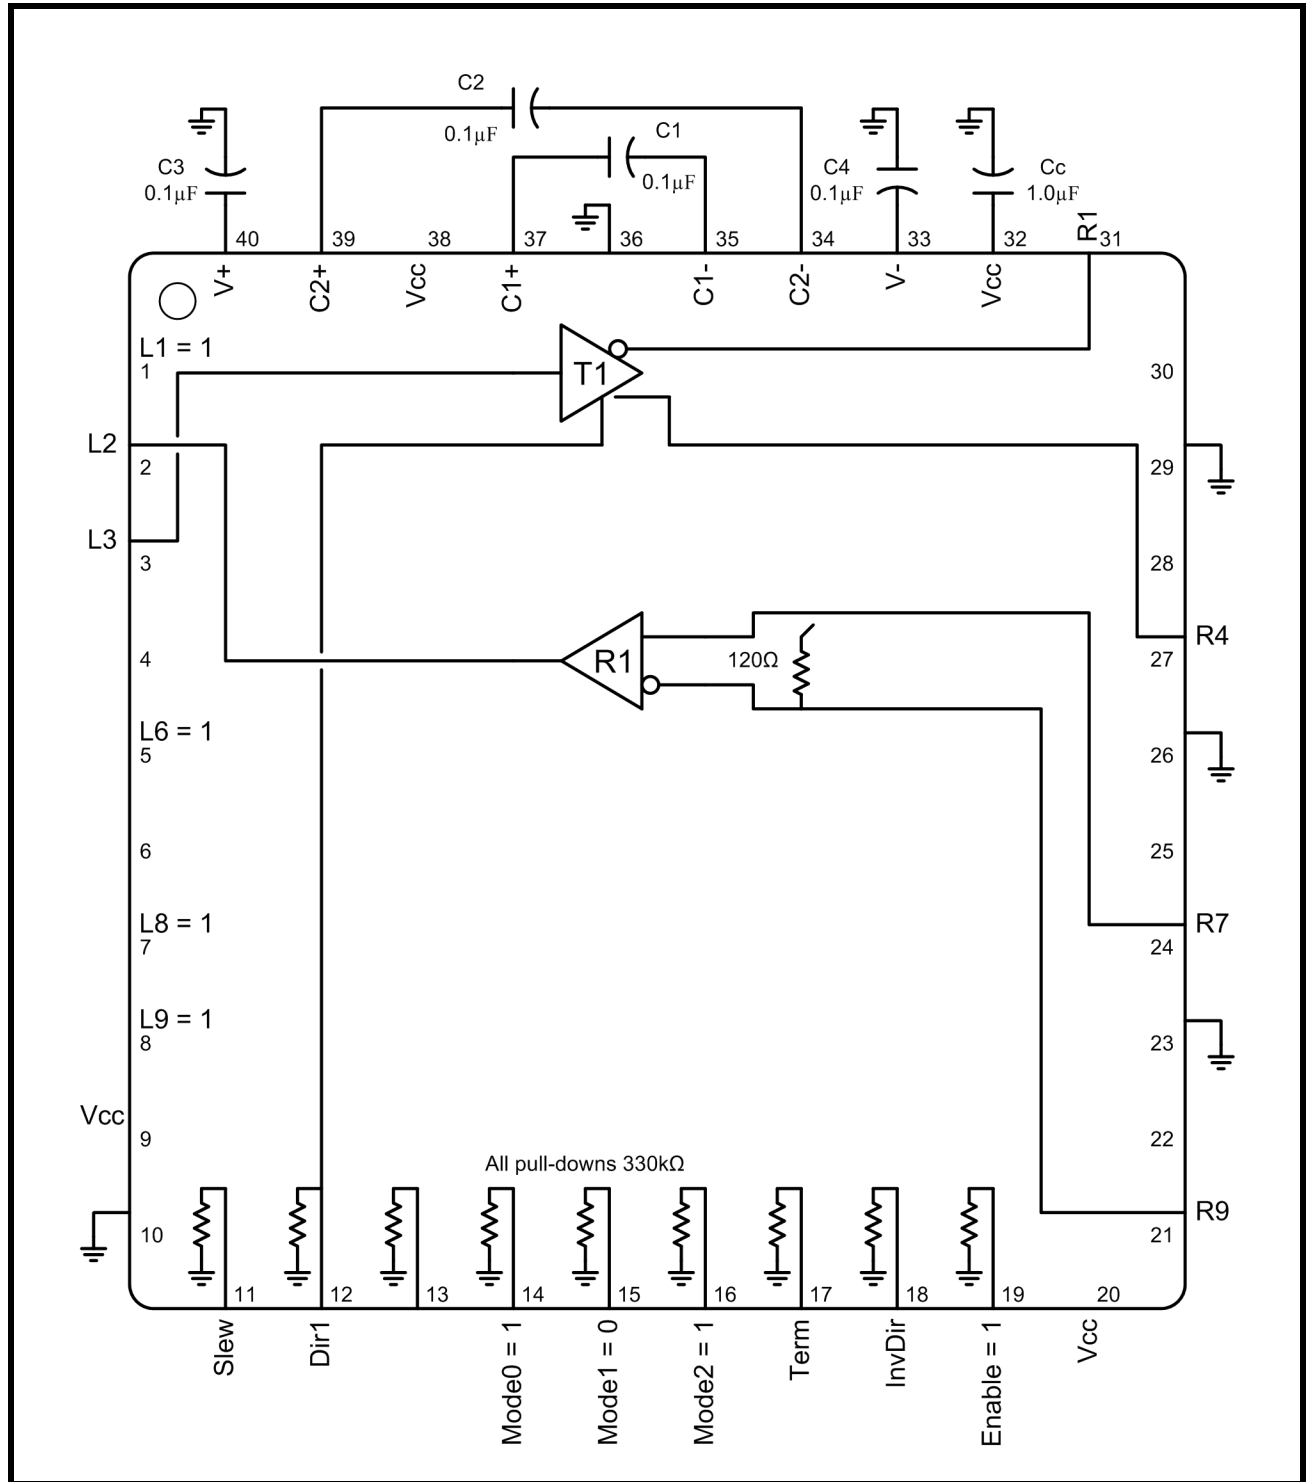 C2
0.1µF
C1
0.1µF
C3
0.1µF
C4
0.1µF
Cc
1.0µF
R1
40 39 38 37 36 35 34 33 32 31
V+ C2+ Vcc C1+ C1- C2- V- Vcc
L1 = 1
1
T1
30
L2
2
29
L3
3
28
R4
4
R1
120Ω
27
L6 = 1
5
26
6
25
L8 = 1
7
R7
24
L9 = 1
8
23
Vcc
9
22
All pull-downs 330kΩ
10
R9
21
11 12 13 14 15 16 17 18 19 20
Slew
Dir1
Mode0 = 1
Mode1 = 0
Mode2 = 1
Term
InvDir
Enable = 1
Vcc